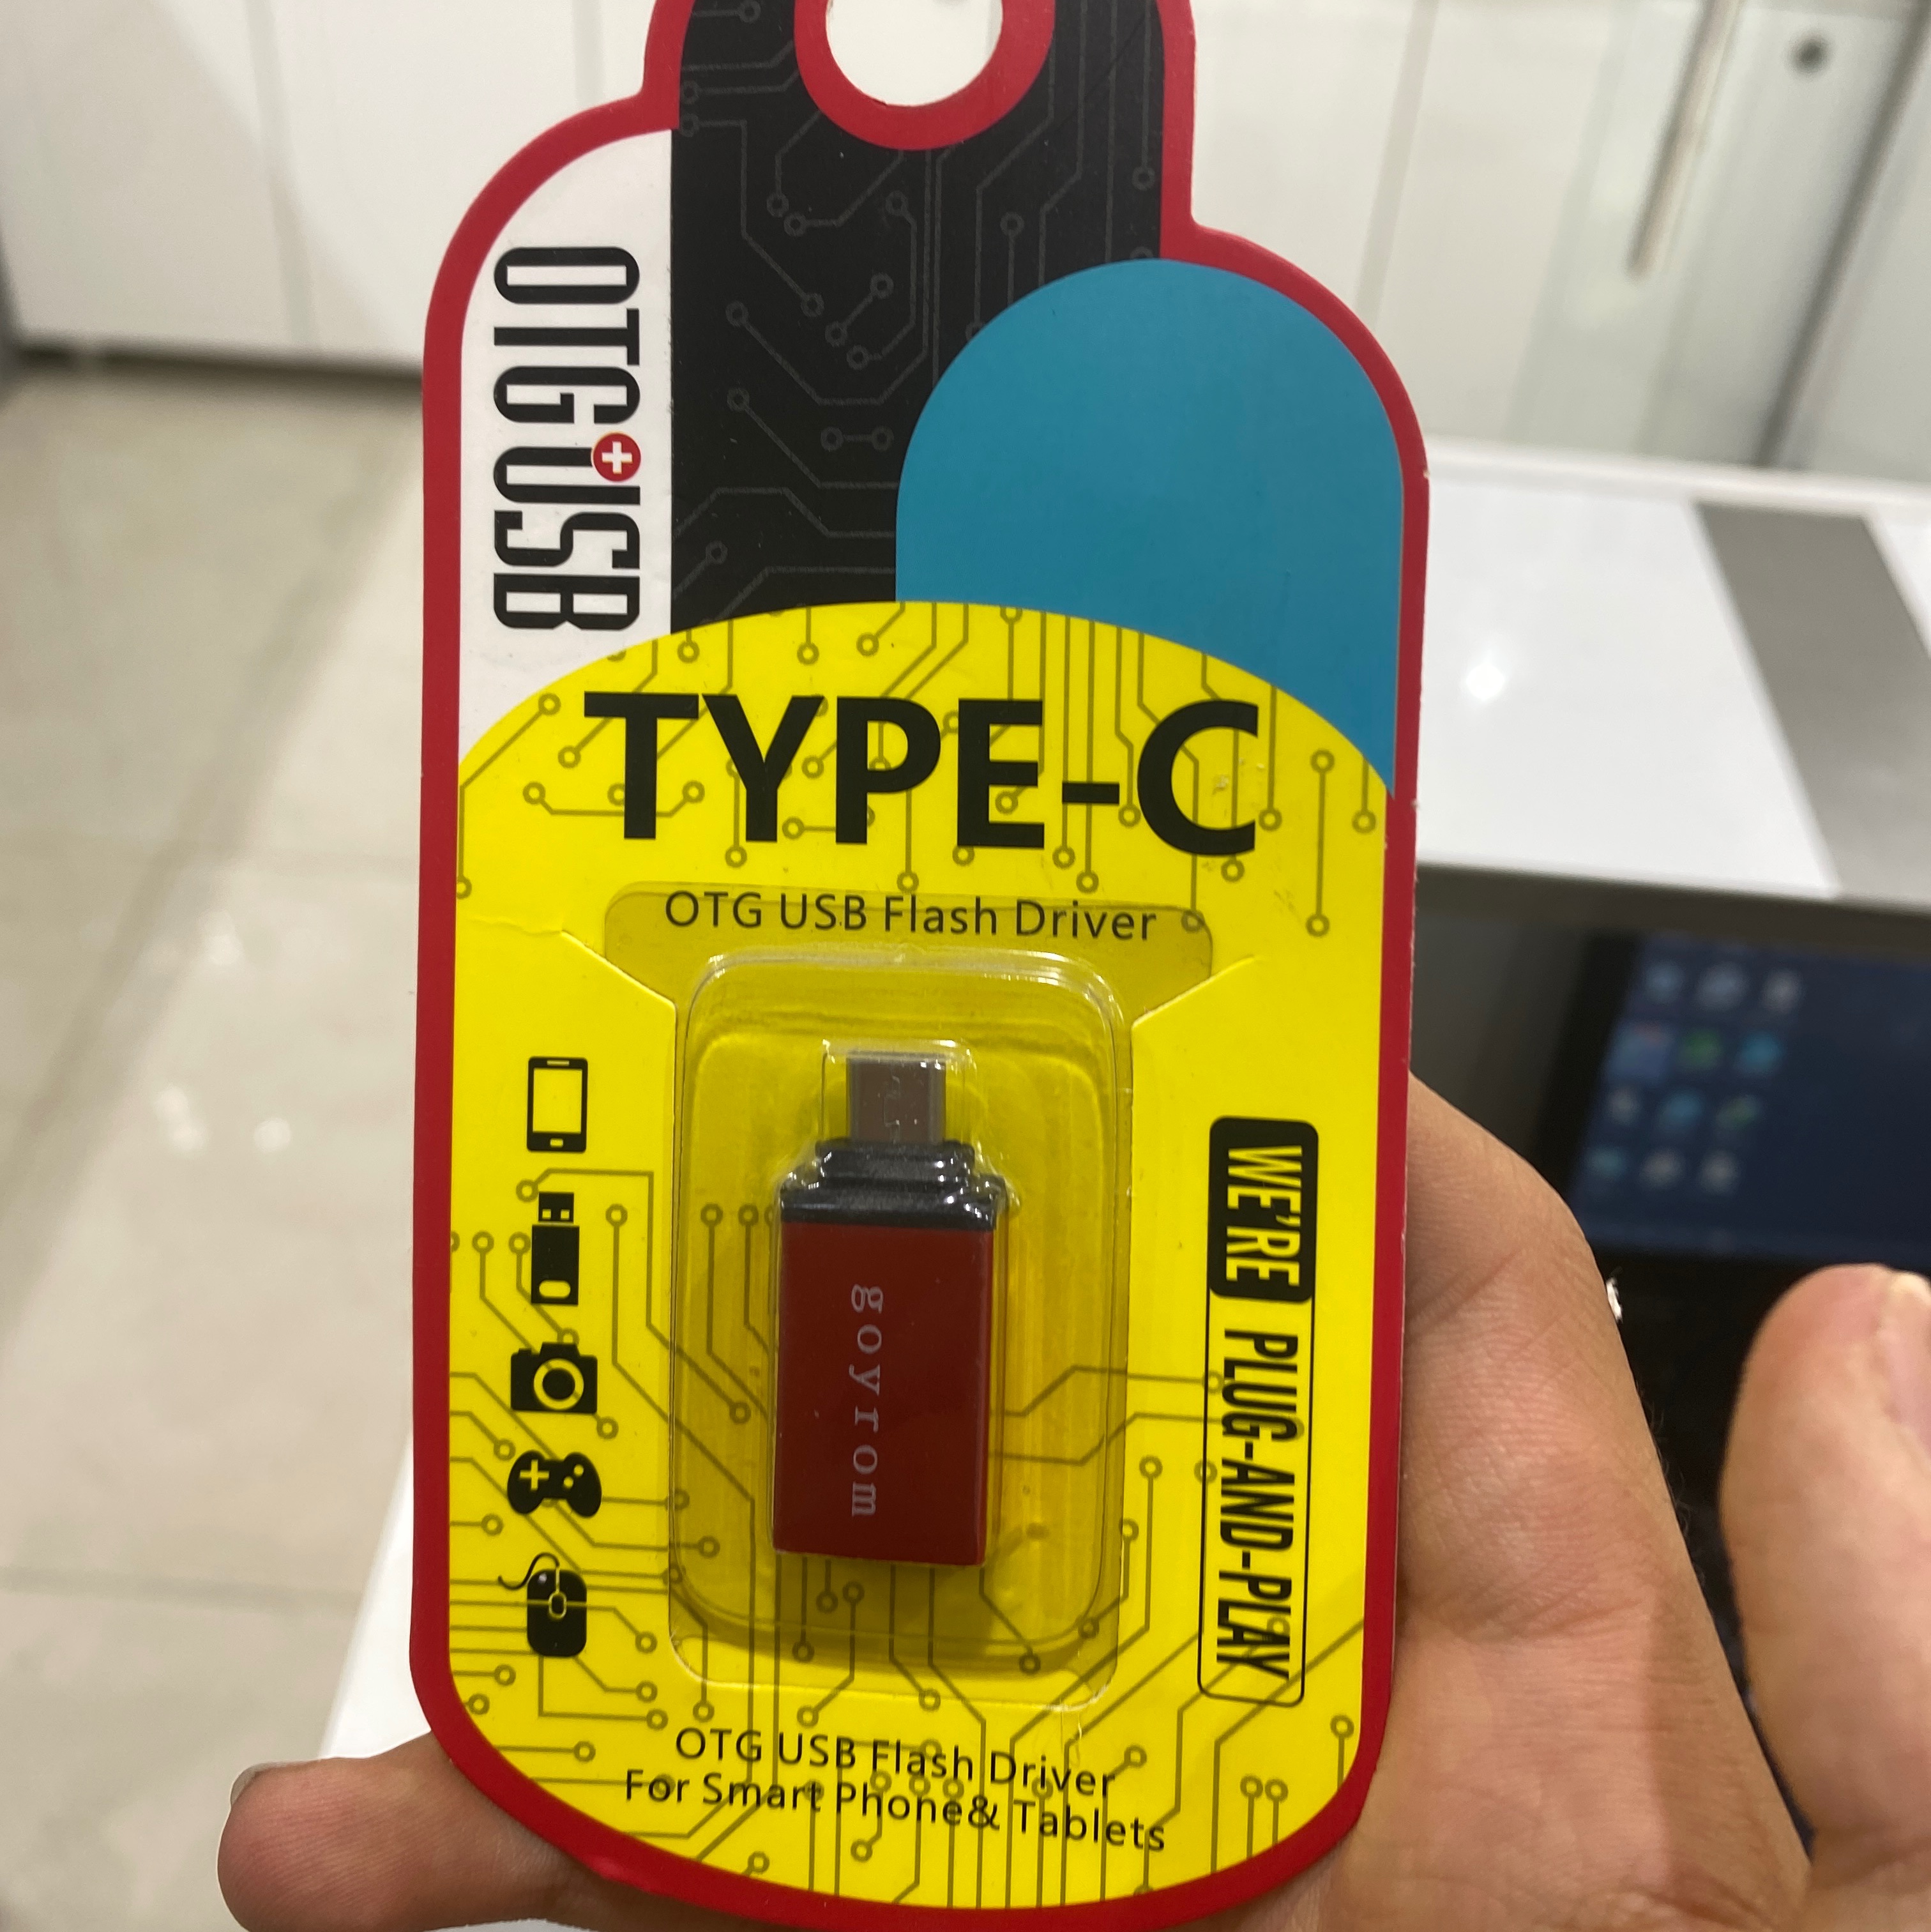 OTG USB
TYPE-C
OTG USB Flash Driver
goyrom
WE'RE PLUG-AND-PLAY
OTG USB Flash Driver
For Smart Phone& Tablets